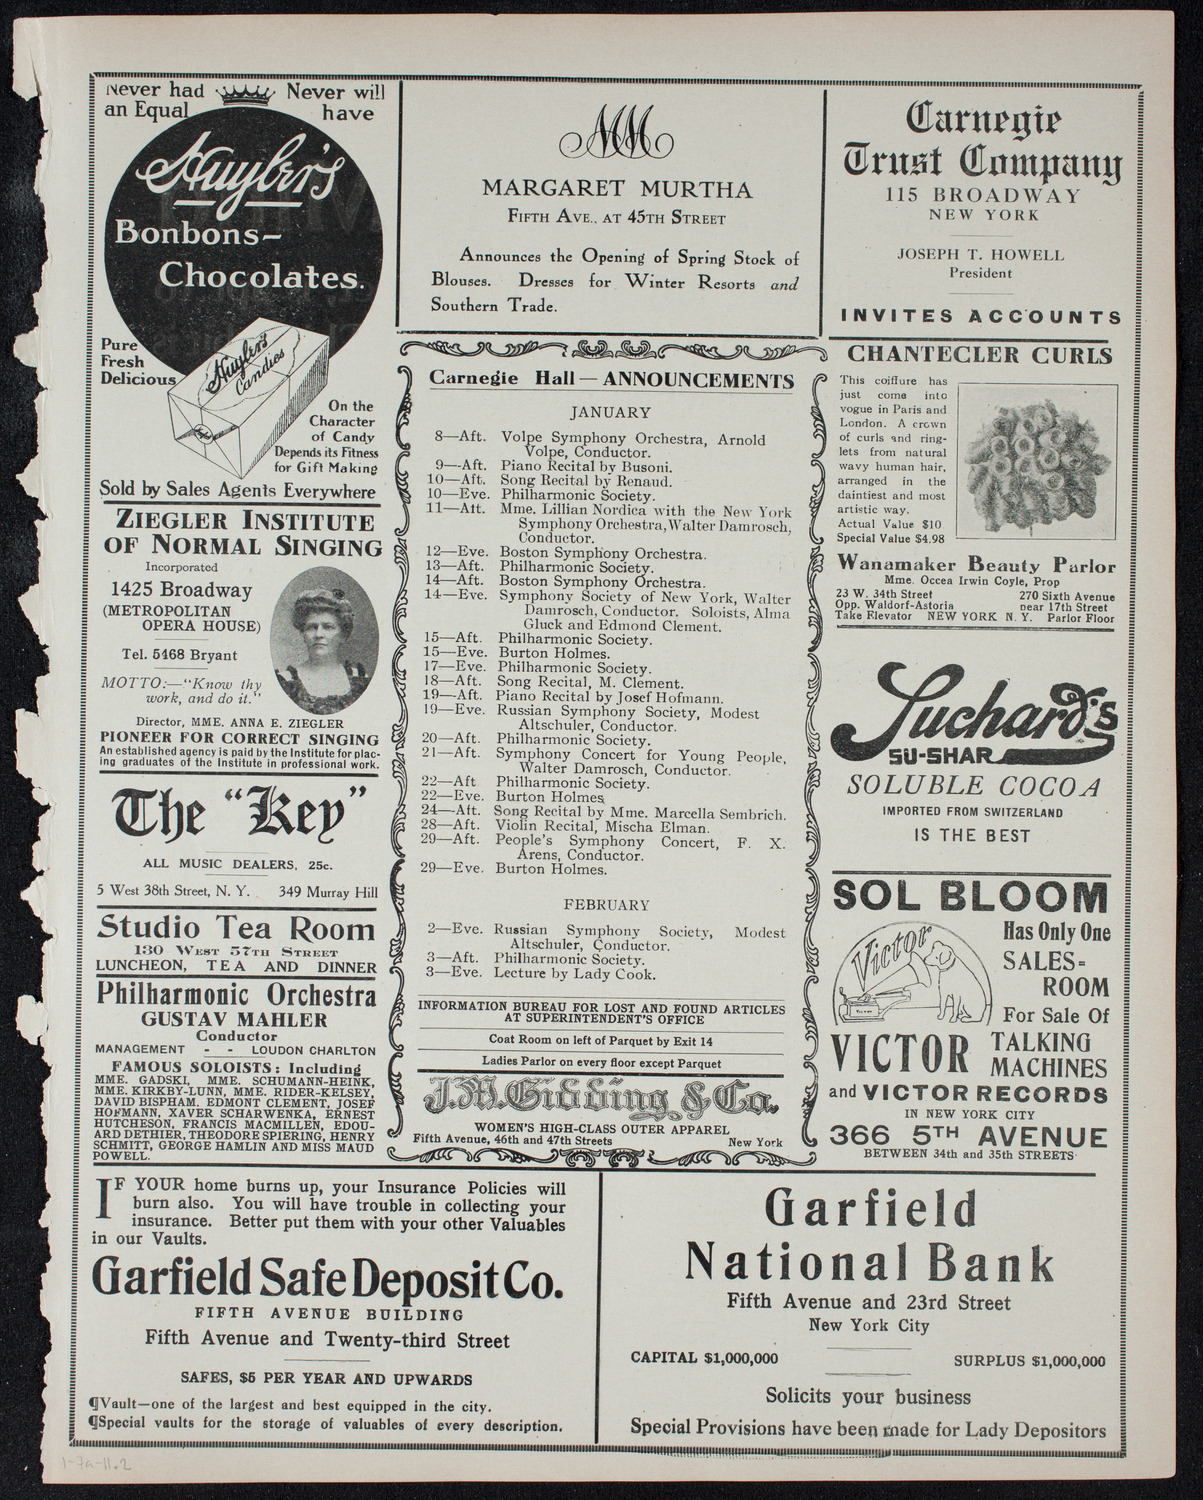 Never had
an Equal
Never will
have
Huyler's
Bonbons–
Chocolates.
Pure
Fresh
Delicious
Huyler's
Candies
On the
Character
of Candy
Depends its Fitness
for Gift Making
Sold by Sales Agents Everywhere
ZIEGLER INSTITUTE
OF NORMAL SINGING
Incorporated
1425 Broadway
(METROPOLITAN
OPERA HOUSE)
Tel. 5468 Bryant
MOTTO:—"Know thy
work, and do it."
Director, MME. ANNA E. ZIEGLER
PIONEER FOR CORRECT SINGING
An established agency is paid by the Institute for plac-
ing graduates of the Institute in professional work.
The "Key"
ALL MUSIC DEALERS, 25c.
5 West 38th Street, N. Y. 349 Murray Hill
Studio Tea Room
130 WEST 57TH STREET
LUNCHEON, TEA AND DINNER
Philharmonic Orchestra
GUSTAV MAHLER
Conductor
MANAGEMENT - - LOUDON CHARLTON
FAMOUS SOLOISTS: Including
MME. GADSKI, MME. SCHUMANN-HEINK,
MME. KIRKBY-LUNN, MME. RIDER-KELSEY,
DAVID BISPHAM, EDMONT CLEMENT, JOSEF
HOFMANN, XAVER SCHARWENKA, ERNEST
HUTCHESON, FRANCIS MACMILLEN, EDOU-
ARD DETHIER, THEODORE SPIERING, HENRY
SCHMITT, GEORGE HAMLIN AND MISS MAUD
POWELL.
MM
MARGARET MURTHA
FIFTH AVE., AT 45TH STREET
Announces the Opening of Spring Stock of
Blouses. Dresses for Winter Resorts and
Southern Trade.
Carnegie Hall — ANNOUNCEMENTS
JANUARY
8—Aft. Volpe Symphony Orchestra, Arnold
Volpe, Conductor.
9—Aft. Piano Recital by Busoni.
10—Aft. Song Recital by Renaud.
10—Eve. Philharmonic Society.
11—Aft. Mme. Lillian Nordica with the New York
Symphony Orchestra, Walter Damrosch,
Conductor.
12—Eve. Boston Symphony Orchestra.
13—Aft. Philharmonic Society.
14—Aft. Boston Symphony Orchestra.
14—Eve. Symphony Society of New York, Walter
Damrosch, Conductor. Soloists, Alma
Gluck and Edmond Clement.
15—Aft. Philharmonic Society.
15—Eve. Burton Holmes.
17—Eve. Philharmonic Society.
18—Aft. Song Recital, M. Clement.
19—Aft. Piano Recital by Josef Hofmann.
19—Eve. Russian Symphony Society, Modest
Altschuler, Conductor.
20—Aft. Philharmonic Society.
21—Aft. Symphony Concert for Young People,
Walter Damrosch, Conductor.
22—Aft Philharmonic Society.
22—Eve. Burton Holmes
24—Aft. Song Recital by Mme. Marcella Sembrich.
28—Aft. Violin Recital, Mischa Elman.
29—Aft. People's Symphony Concert, F. X.
Arens, Conductor.
29—Eve. Burton Holmes.
FEBRUARY
2—Eve. Russian Symphony Society, Modest
Altschuler, Conductor.
3—Aft. Philharmonic Society.
3—Eve. Lecture by Lady Cook.
INFORMATION BUREAU FOR LOST AND FOUND ARTICLES
AT SUPERINTENDENT'S OFFICE
Coat Room on left of Parquet by Exit 14
Ladies Parlor on every floor except Parquet
J.M. Gidding & Co.
WOMEN'S HIGH-CLASS OUTER APPAREL
Fifth Avenue, 46th and 47th Streets New York
Carnegie
Trust Company
115 BROADWAY
NEW YORK
JOSEPH T. HOWELL
President
INVITES ACCOUNTS
CHANTECLER CURLS
This coiffure has
just come into
vogue in Paris and
London. A crown
of curls and ring-
lets from natural
wavy human hair,
arranged in the
daintiest and most
artistic way.
Actual Value $10
Special Value $4.98
Wanamaker Beauty Parlor
Mme. Occea Irwin Coyle, Prop
23 W. 34th Street 270 Sixth Avenue
Opp. Waldorf-Astoria near 17th Street
Take Elevator NEW YORK N. Y. Parlor Floor
Suchard's
SU-SHAR
SOLUBLE COCOA
IMPORTED FROM SWITZERLAND
IS THE BEST
SOL BLOOM
Victor
Has Only One
SALES=
ROOM
For Sale Of
VICTOR TALKING
MACHINES
and VICTOR RECORDS
IN NEW YORK CITY
366 5TH AVENUE
BETWEEN 34th and 35th STREETS
IF YOUR home burns up, your Insurance Policies will
burn also. You will have trouble in collecting your
insurance. Better put them with your other Valuables
in our Vaults.
Garfield Safe Deposit Co.
FIFTH AVENUE BUILDING
Fifth Avenue and Twenty-third Street
SAFES, $5 PER YEAR AND UPWARDS
¶Vault—one of the largest and best equipped in the city.
¶Special vaults for the storage of valuables of every description.
Garfield
National Bank
Fifth Avenue and 23rd Street
New York City
CAPITAL $1,000,000 SURPLUS $1,000,000
Solicits your business
Special Provisions have been made for Lady Depositors
1-7a-11.2